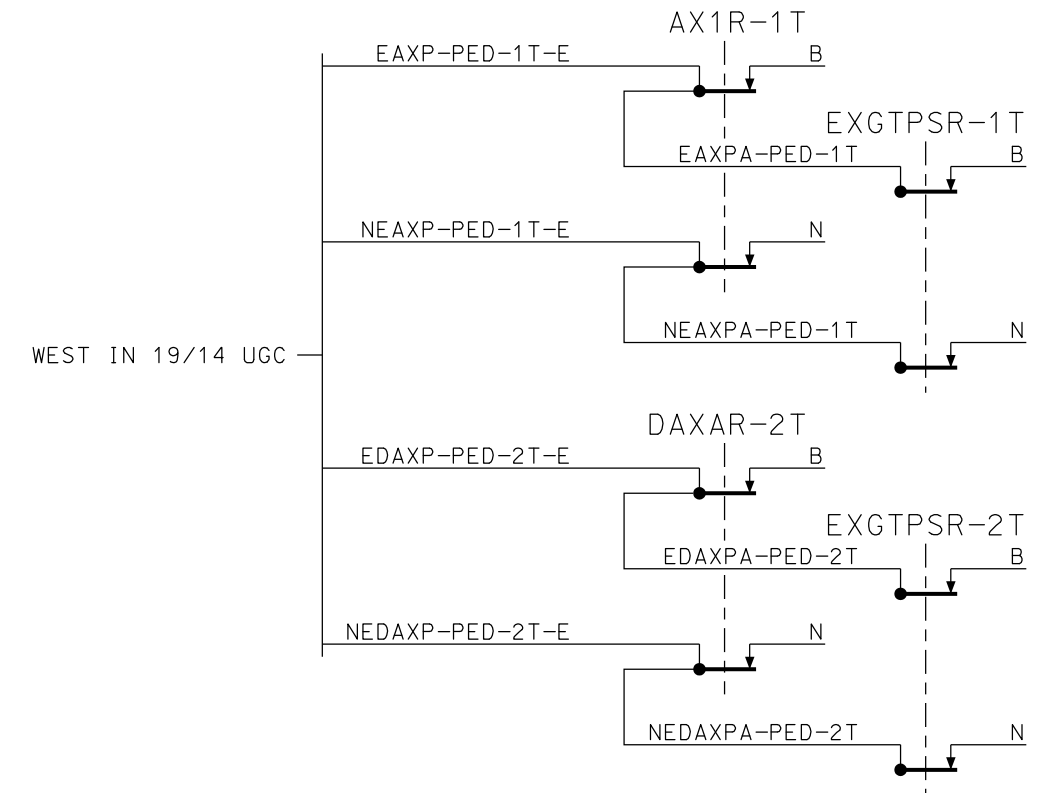 AX1R-1T
EAXP-PED-1T-E
B
EXGTPSR-1T
EAXPA-PED-1T
B
NEAXP-PED-1T-E
N
NEAXPA-PED-1T
N
WEST IN 19/14 UGC
DAXAR-2T
EDAXP-PED-2T-E
B
EXGTPSR-2T
EDAXPA-PED-2T
B
NEDAXP-PED-2T-E
N
NEDAXPA-PED-2T
N